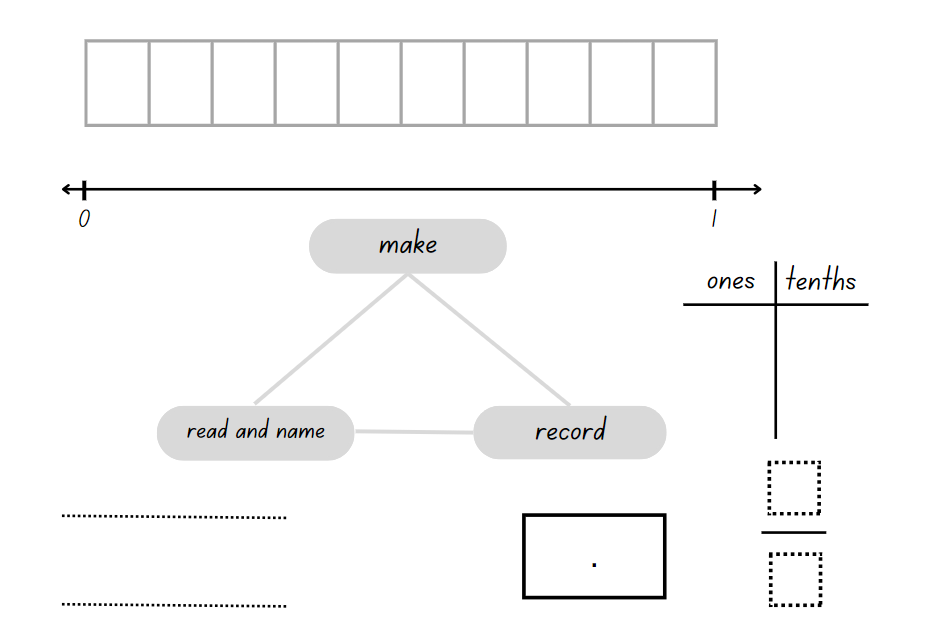 0 1
make
ones tenths
read and name
record
.